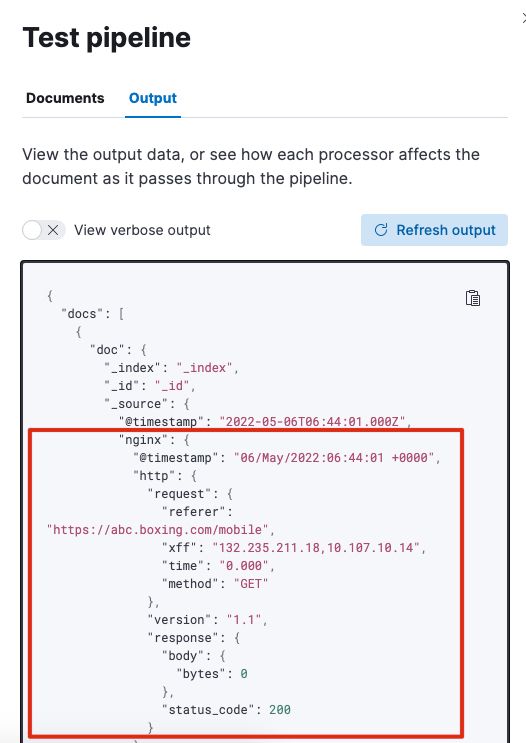 Test pipeline
Documents Output
View the output data, or see how each processor affects the
document as it passes through the pipeline.
View verbose output Refresh output
{
"docs": [
{
"doc": {
"_index": "_index",
"_id": "_id",
"_source": {
"@timestamp": "2022-05-06T06:44:01.000Z",
"nginx": {
"@timestamp": "06/May/2022:06:44:01 +0000",
"http": {
"request": {
"referer":
"https://abc.boxing.com/mobile",
"xff": "132.235.211.18,10.107.10.14",
"time": "0.000",
"method": "GET"
},
"version": "1.1",
"response": {
"body": {
"bytes": 0
},
"status_code": 200
}
}